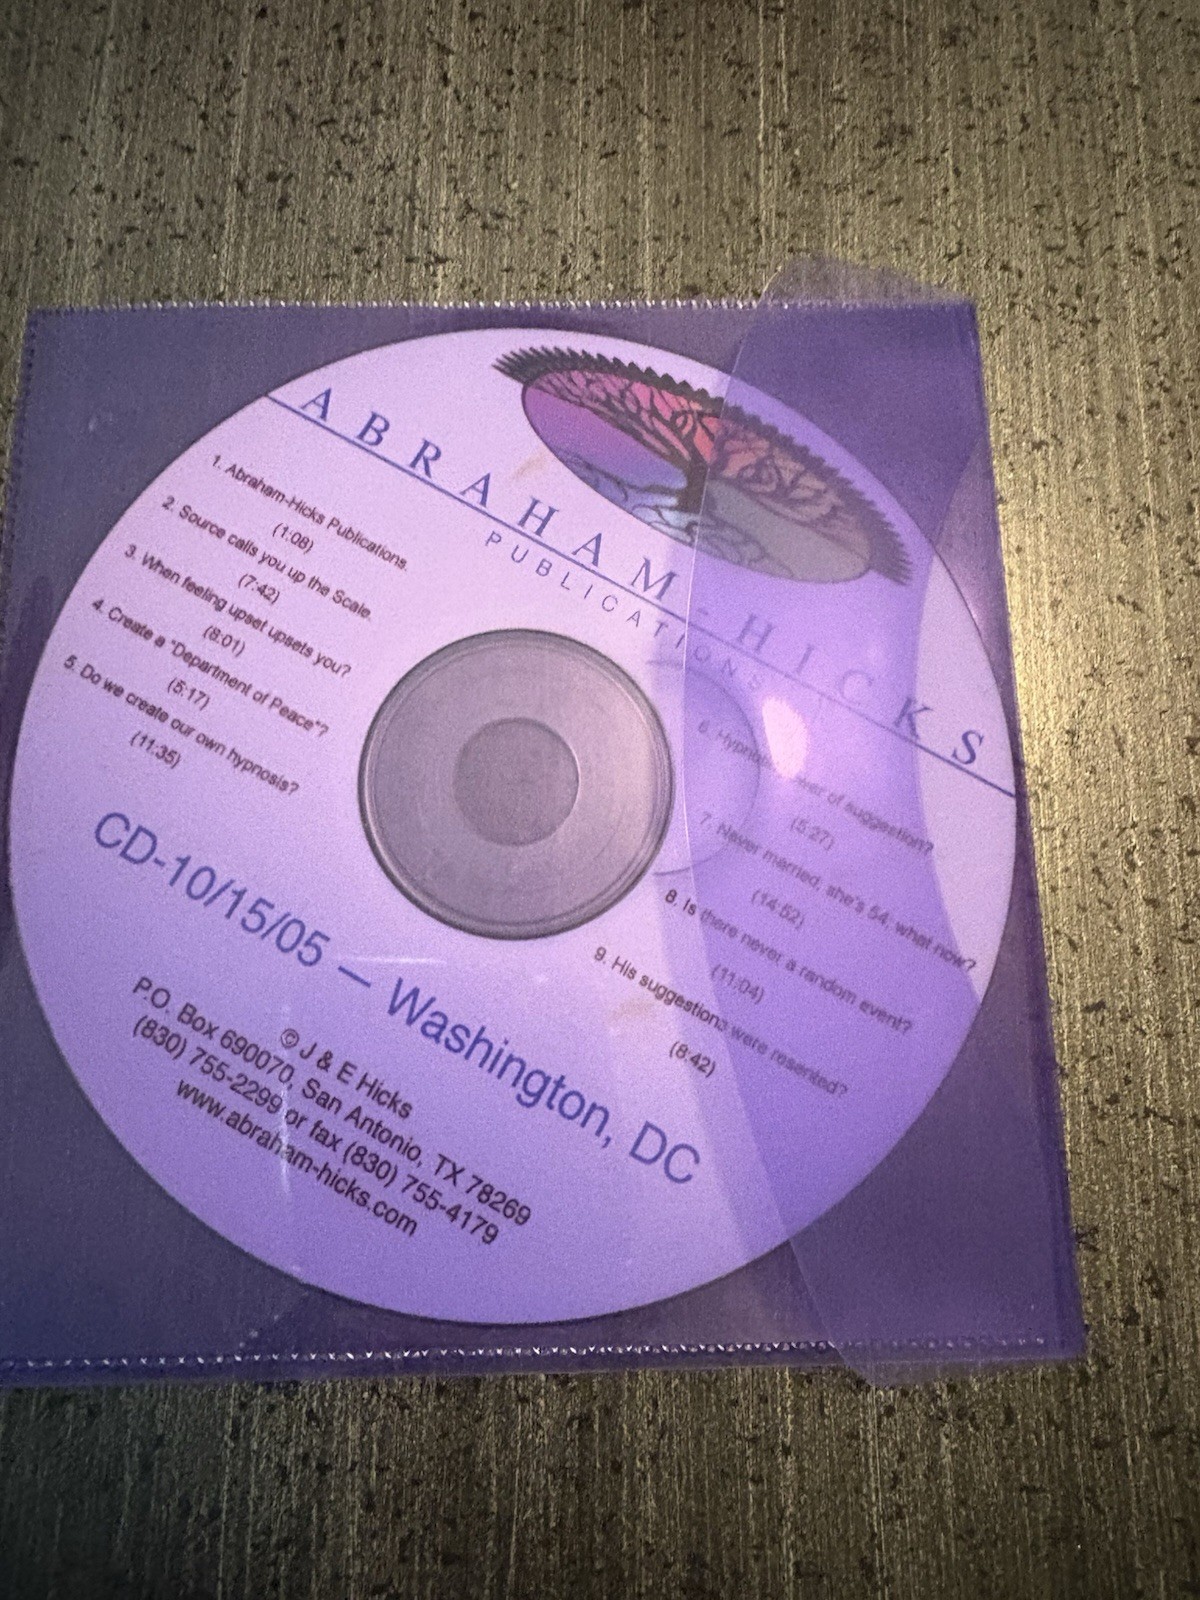 ABRAHAM-HICKS
PUBLICATIONS
1. Abraham-Hicks Publications.
(1:08)
2. Source calls you up the Scale.
(7:42)
3. When feeling upset upsets you?
(8:01)
4. Create a "Department of Peace"?
(5:17)
5. Do we create our own hypnosis?
(11:35)
6. of suggestion?
(5:27)
7. Never married, she's 54, what now?
(14:52)
8. Is there never a random event?
(11:04)
9. His suggestions were resented?
(8:42)
CD-10/15/05 – Washington, DC
© J & E Hicks
P.O. Box 690070, San Antonio, TX 78269
(830) 755-2299 or fax (830) 755-4179
www.abraham-hicks.com